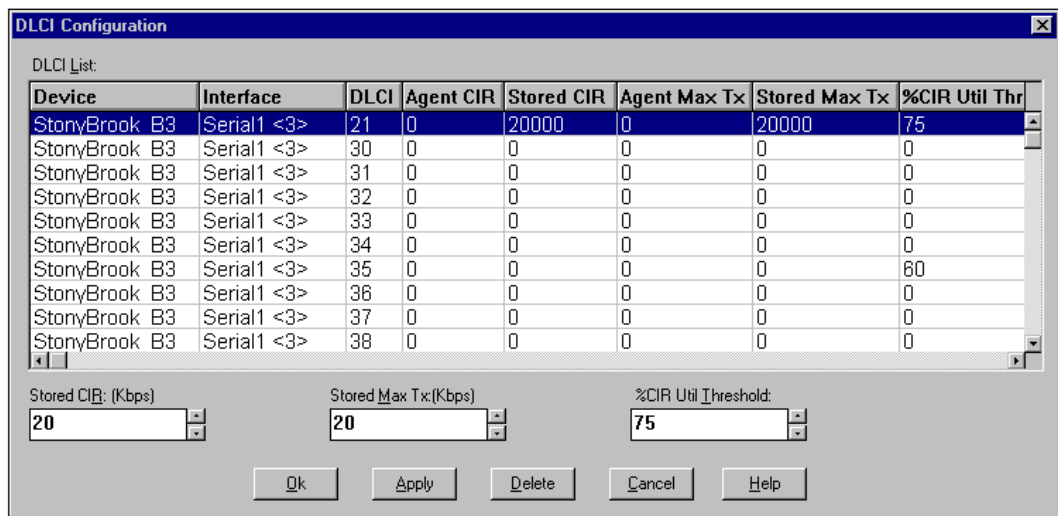 DLCI Configuration
DLCI List:
Device Interface DLCI Agent CIR Stored CIR Agent Max Tx Stored Max Tx %CIR Util Thr
StonyBrook B3 Serial1 <3> 21 0 20000 0 20000 75
StonyBrook B3 Serial1 <3> 30 0 0 0 0 0
StonyBrook B3 Serial1 <3> 31 0 0 0 0 0
StonyBrook B3 Serial1 <3> 32 0 0 0 0 0
StonyBrook B3 Serial1 <3> 33 0 0 0 0 0
StonyBrook B3 Serial1 <3> 34 0 0 0 0 0
StonyBrook B3 Serial1 <3> 35 0 0 0 0 60
StonyBrook B3 Serial1 <3> 36 0 0 0 0 0
StonyBrook B3 Serial1 <3> 37 0 0 0 0 0
StonyBrook B3 Serial1 <3> 38 0 0 0 0 0
Stored CIR: (Kbps) Stored Max Tx:(Kbps) %CIR Util Threshold:
20 20 75
Ok Apply Delete Cancel Help